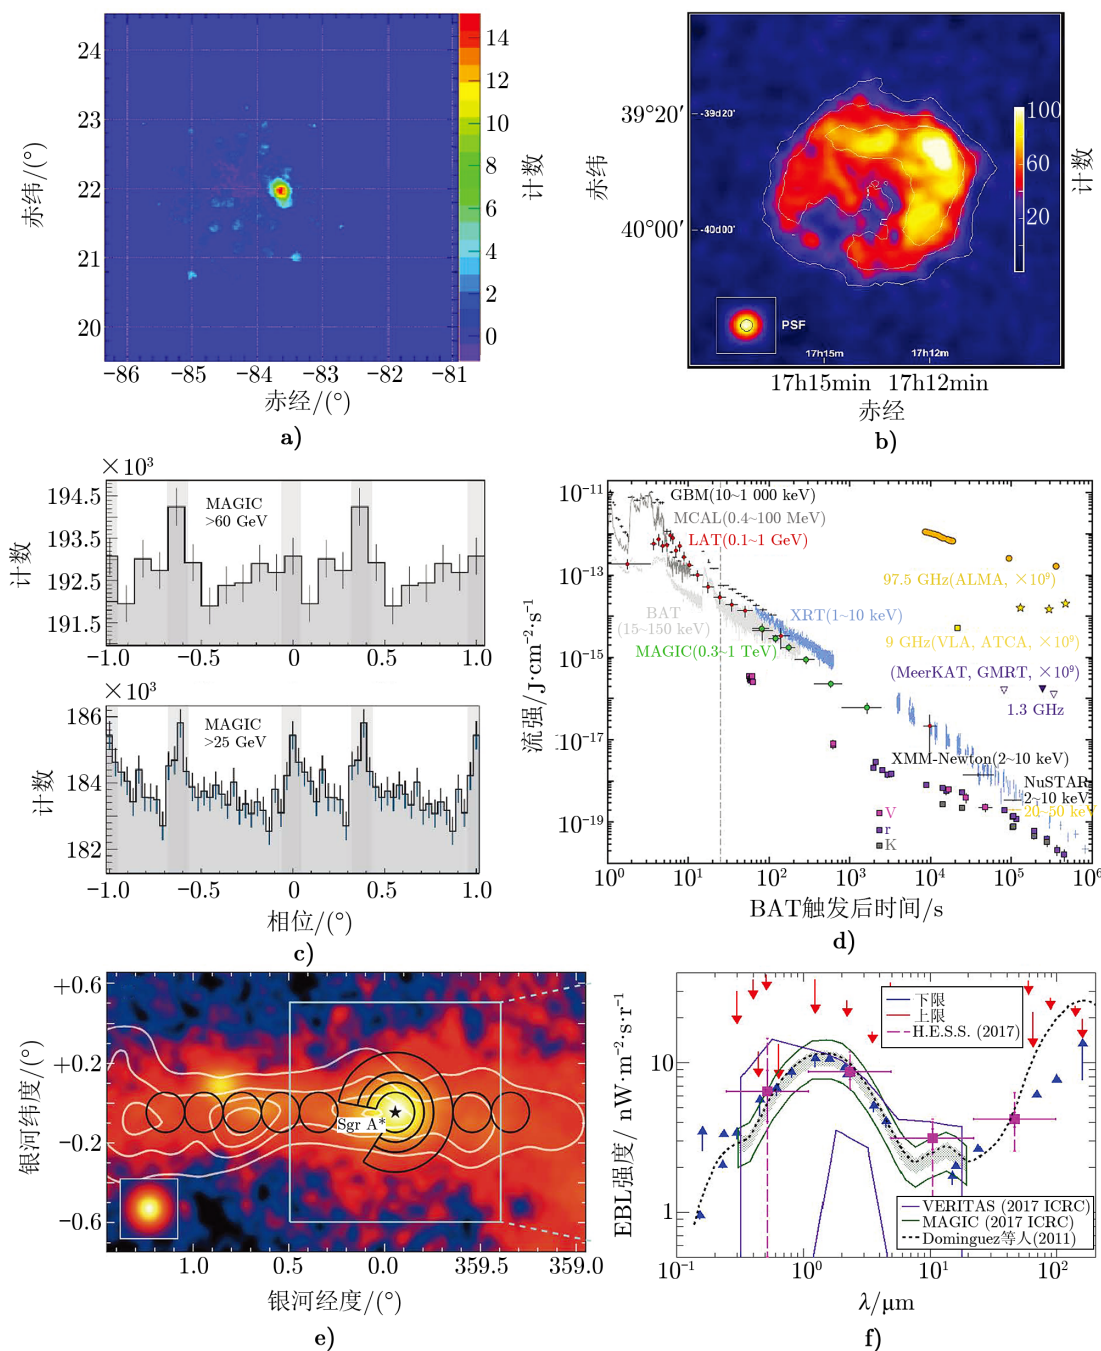 24
23
22
21
20
赤纬/(°)
−86
−85
−84
−83
−82
−81
赤经/(°)
14
12
10
8
6
4
2
0
计数
a)
39°20′
40°00′
赤纬
-39d20'
-40d00'
PSF
17h15m
17h12m
17h15min
17h12min
赤经
100
60
20
计数
b)
×10³
194.5
193.5
192.5
191.5
计数
MAGIC
>60 GeV
−1.0
−0.5
0
0.5
1.0
×10³
186
184
182
计数
MAGIC
>25 GeV
−1.0
−0.5
0
0.5
1.0
相位/(°)
c)
10⁻¹¹
10⁻¹³
10⁻¹⁵
10⁻¹⁷
10⁻¹⁹
流强/J·cm⁻²·s⁻¹
GBM(10~1 000 keV)
MCAL(0.4~100 MeV)
LAT(0.1~1 GeV)
BAT
(15~150 keV)
MAGIC(0.3~1 TeV)
XRT(1~10 keV)
97.5 GHz(ALMA, ×10⁹)
9 GHz(VLA, ATCA, ×10⁹)
(MeerKAT, GMRT, ×10⁹)
1.3 GHz
XMM-Newton(2~10 keV)
NuSTAR
2~10 keV
20~50 keV
V
r
K
10⁰
10¹
10²
10³
10⁴
10⁵
10⁶
BAT触发后时间/s
d)
+0.6
+0.2
−0.2
−0.6
银河纬度/(°)
Sgr A*
1.0
0.5
0.0
359.5
359.0
银河经度/(°)
e)
10
1
EBL强度/ nW·m⁻²·s·r⁻¹
下限
上限
H.E.S.S. (2017)
VERITAS (2017 ICRC)
MAGIC (2017 ICRC)
Dominguez等人(2011)
10⁻¹
10⁰
10¹
10²
λ/μm
f)